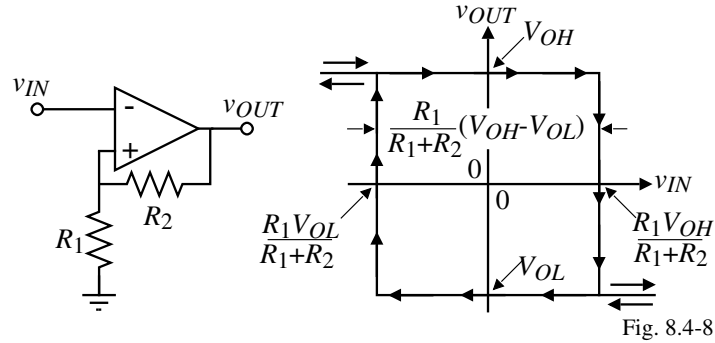 v_IN
-
+
v_OUT
R_1
R_2
v_OUT
V_OH
R_1
R_1+R_2
(V_OH-V_OL)
0
0
v_IN
R_1V_OL
R_1+R_2
R_1V_OH
R_1+R_2
V_OL
Fig. 8.4-8